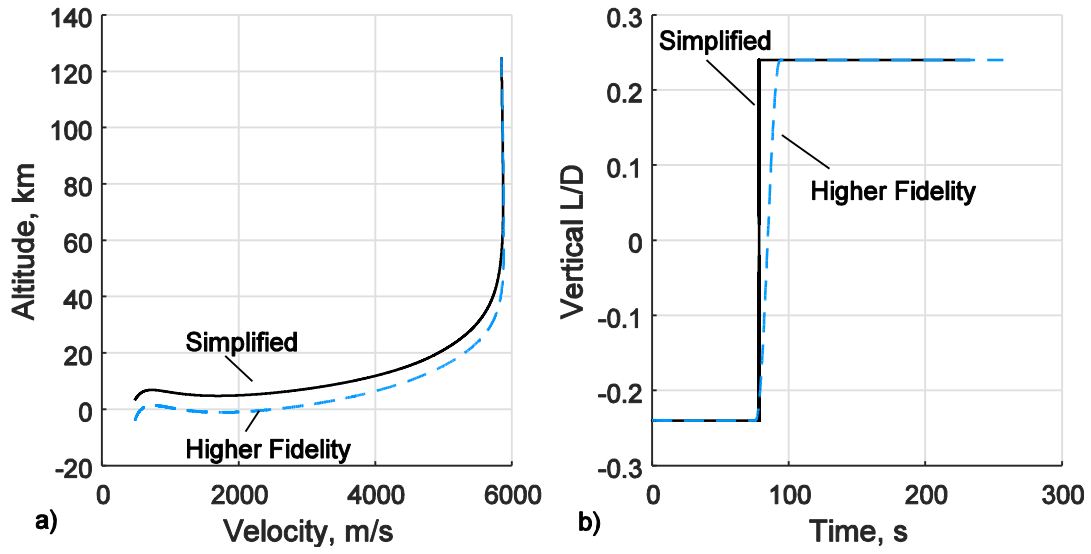 140
120
100
80
60
40
20
0
-20
Altitude, km
Simplified
Higher Fidelity
0
2000
4000
6000
a)
Velocity, m/s
0.3
0.2
0.1
0
-0.1
-0.2
-0.3
Vertical L/D
Simplified
Higher Fidelity
0
100
200
300
b)
Time, s